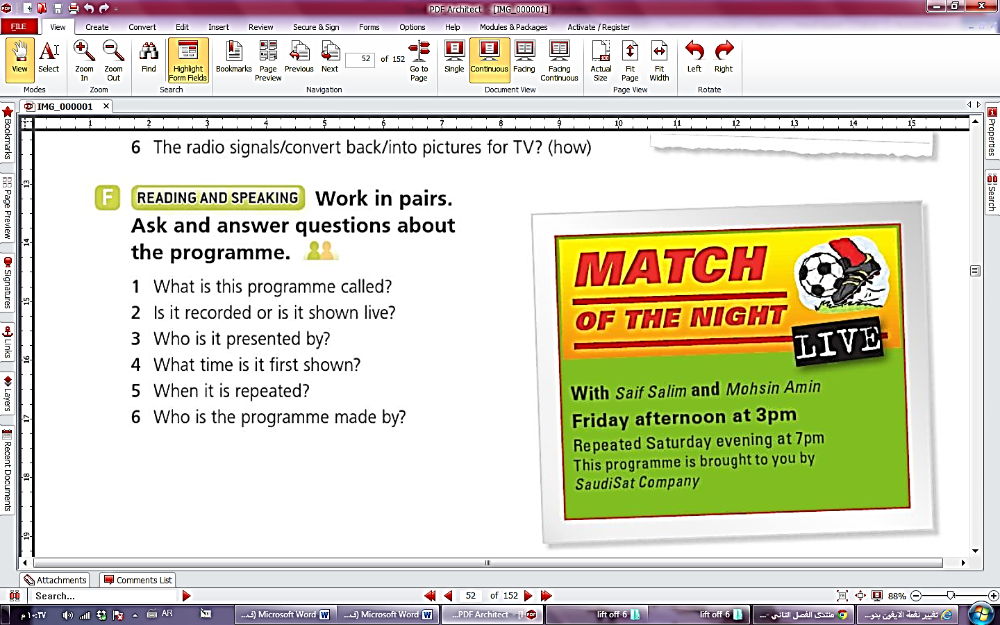 PDF Architect - [IMG_000001]
FILE View Create Convert Edit Insert Review Secure & Sign Forms Options Help Modules & Packages Activate / Register
View Select Zoom In Zoom Out Find Highlight Form Fields Bookmarks Page Preview Previous Next 52 of 152 Go to Page Single Continuous Facing Facing Continuous Actual Size Fit Page Fit Width Left Right
Modes Zoom Search Navigation Document View Page View Rotate
IMG_000001
1 2 3 4 5 6 7 8 9 10 11 12 13 14 15
Bookmarks
Page Preview
Signatures
Links
Layers
Recent Documents
13
14
15
16
17
18
19
Properties
Search
6 The radio signals/convert back/into pictures for TV? (how)
F READING AND SPEAKING Work in pairs.
Ask and answer questions about
the programme.
1 What is this programme called?
2 Is it recorded or is it shown live?
3 Who is it presented by?
4 What time is it first shown?
5 When it is repeated?
6 Who is the programme made by?
MATCH
OF THE NIGHT
LIVE
With Saif Salim and Mohsin Amin
Friday afternoon at 3pm
Repeated Saturday evening at 7pm
This programme is brought to you by
SaudiSat Company
Attachments Comments List
Search... 52 of 152 88%
١٠:٣٧ م AR ...ف) Microsoft Word ...ف) Microsoft Word ...PDF Architect - [I lift off-6 lift off-6 ...- منتدى الفصل الثاني ...تغيير نغمة الايفون بدو